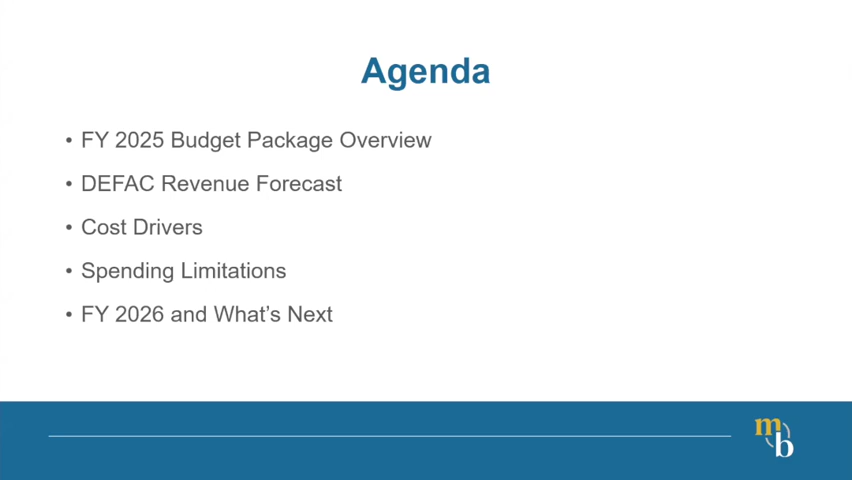 Agenda
• FY 2025 Budget Package Overview
• DEFAC Revenue Forecast
• Cost Drivers
• Spending Limitations
• FY 2026 and What’s Next
mb